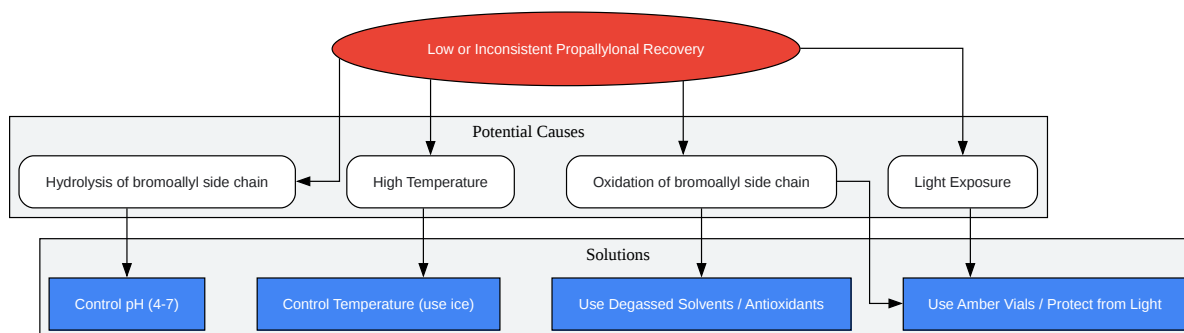 Low or Inconsistent Propallylonal Recovery
Potential Causes
Hydrolysis of bromoallyl side chain
High Temperature
Oxidation of bromoallyl side chain
Light Exposure
Solutions
Control pH (4-7)
Control Temperature (use ice)
Use Degassed Solvents / Antioxidants
Use Amber Vials / Protect from Light